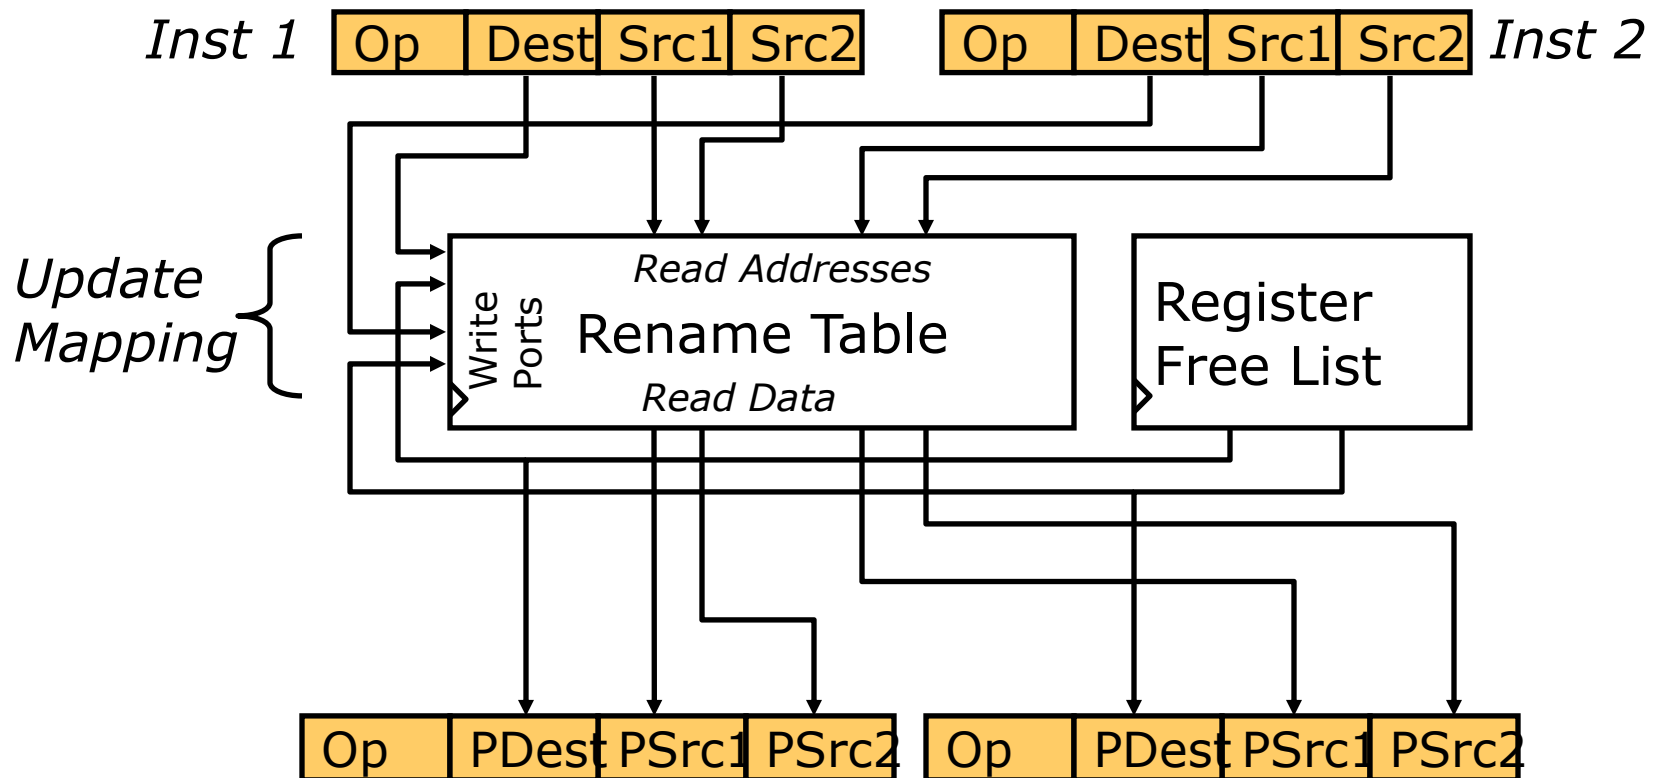 Inst 1
Op Dest Src1 Src2
Op Dest Src1 Src2
Inst 2
Update
Mapping
Write
Ports
Read Addresses
Rename Table
Read Data
Register
Free List
Op PDest PSrc1 PSrc2
Op PDest PSrc1 PSrc2